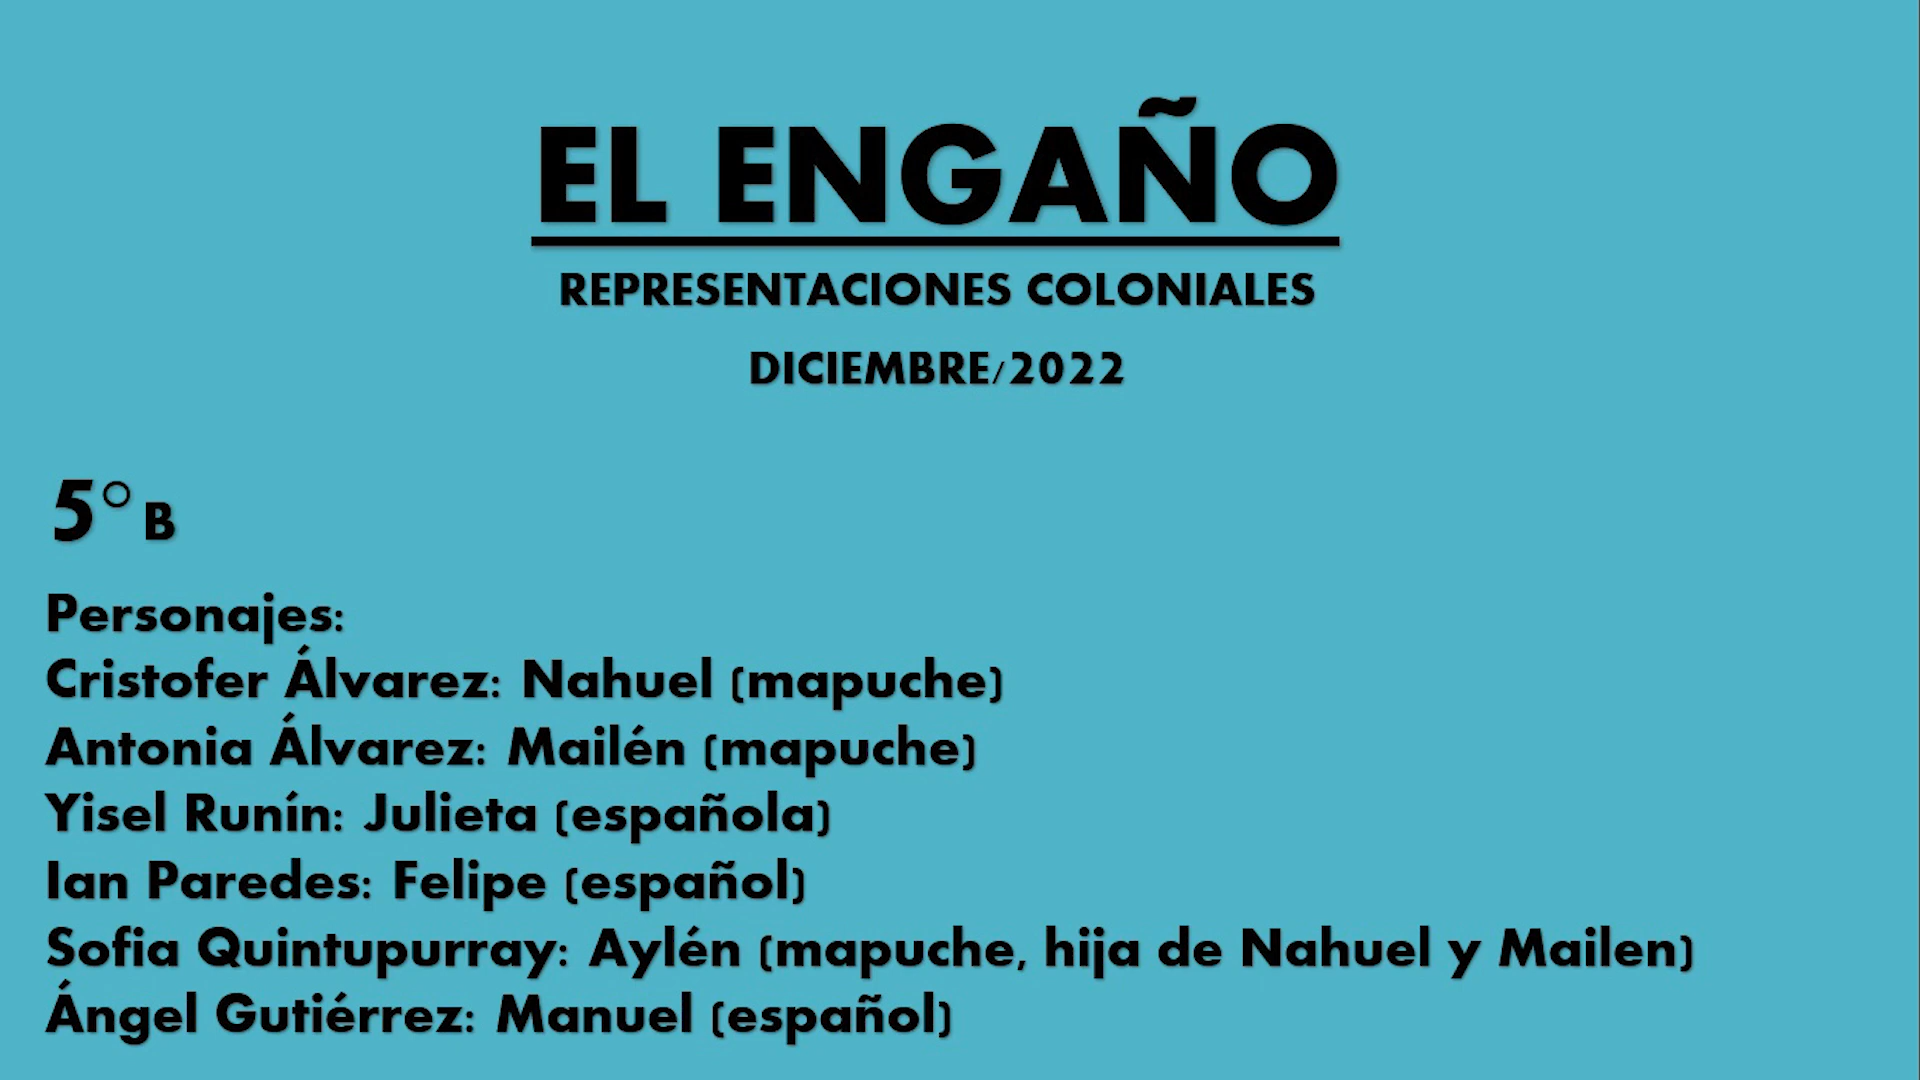 EL ENGAÑO
REPRESENTACIONES COLONIALES
DICIEMBRE/2022
5° B
Personajes:
Cristofer Álvarez: Nahuel (mapuche)
Antonia Álvarez: Mailén (mapuche)
Yisel Runín: Julieta (española)
Ian Paredes: Felipe (español)
Sofia Quintupurray: Aylén (mapuche, hija de Nahuel y Mailen)
Ángel Gutiérrez: Manuel (español)